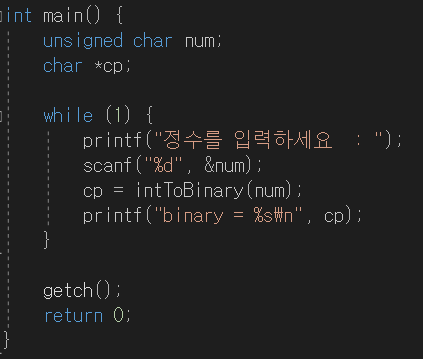 int main() {
unsigned char num;
char *cp;
while (1) {
printf("정수를 입력하세요 : ");
scanf("%d", &num);
cp = intToBinary(num);
printf("binary = %s₩n", cp);
}
getch();
return 0;
}